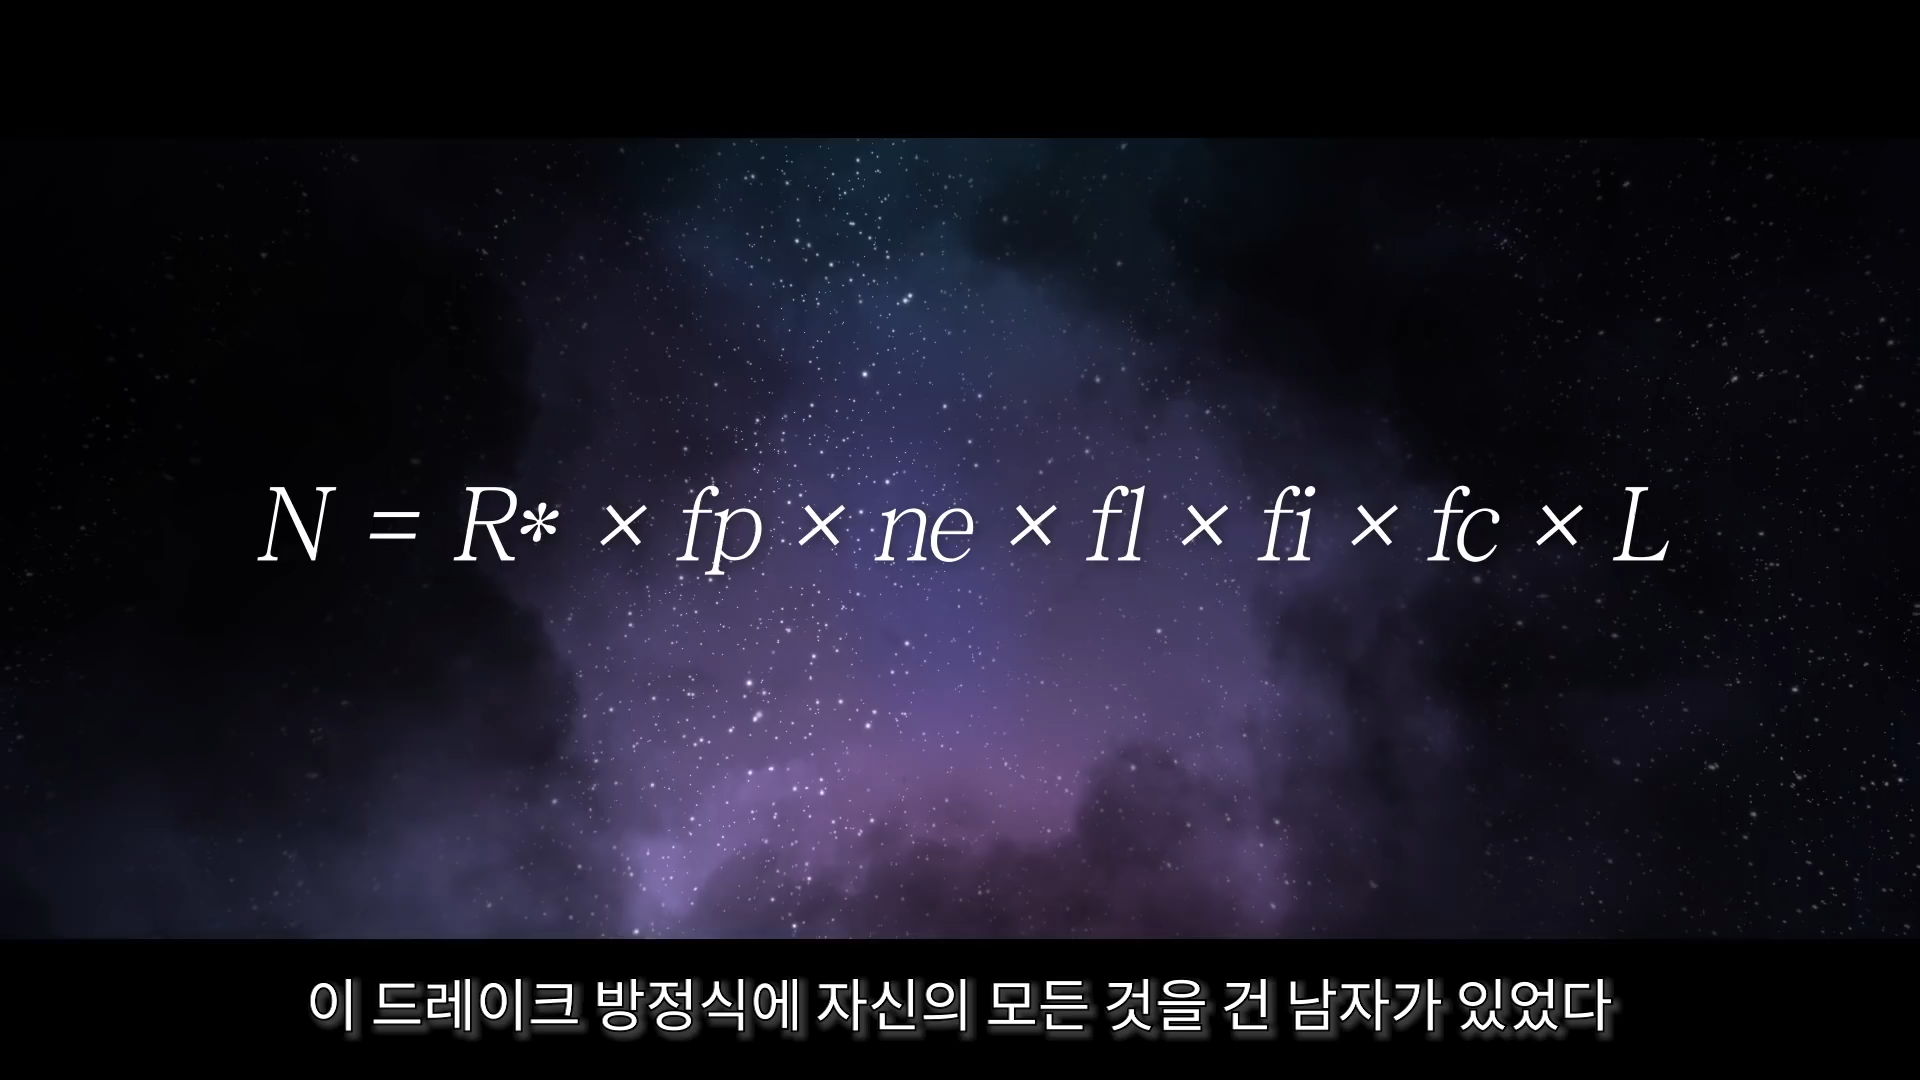 N = R* × fp × ne × fl × fi × fc × L
이 드레이크 방정식에 자신의 모든 것을 건 남자가 있었다